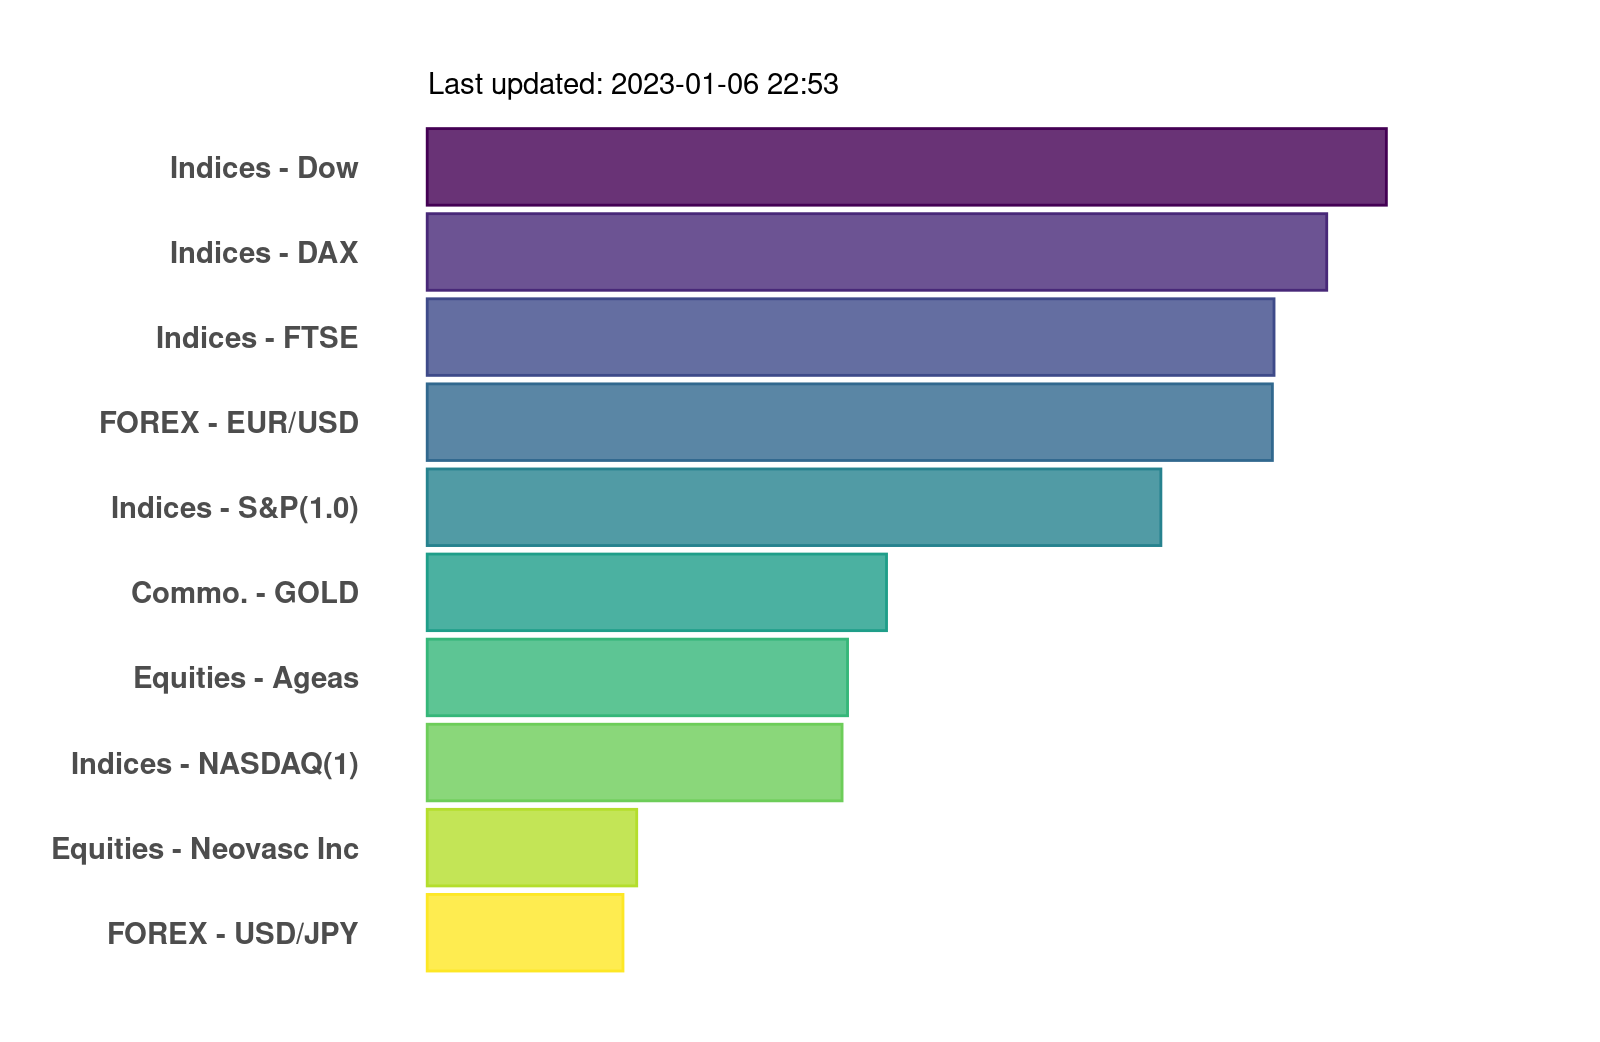 Last updated: 2023-01-06 22:53
Indices - Dow
Indices - DAX
Indices - FTSE
FOREX - EUR/USD
Indices - S&P(1.0)
Commo. - GOLD
Equities - Ageas
Indices - NASDAQ(1)
Equities - Neovasc Inc
FOREX - USD/JPY